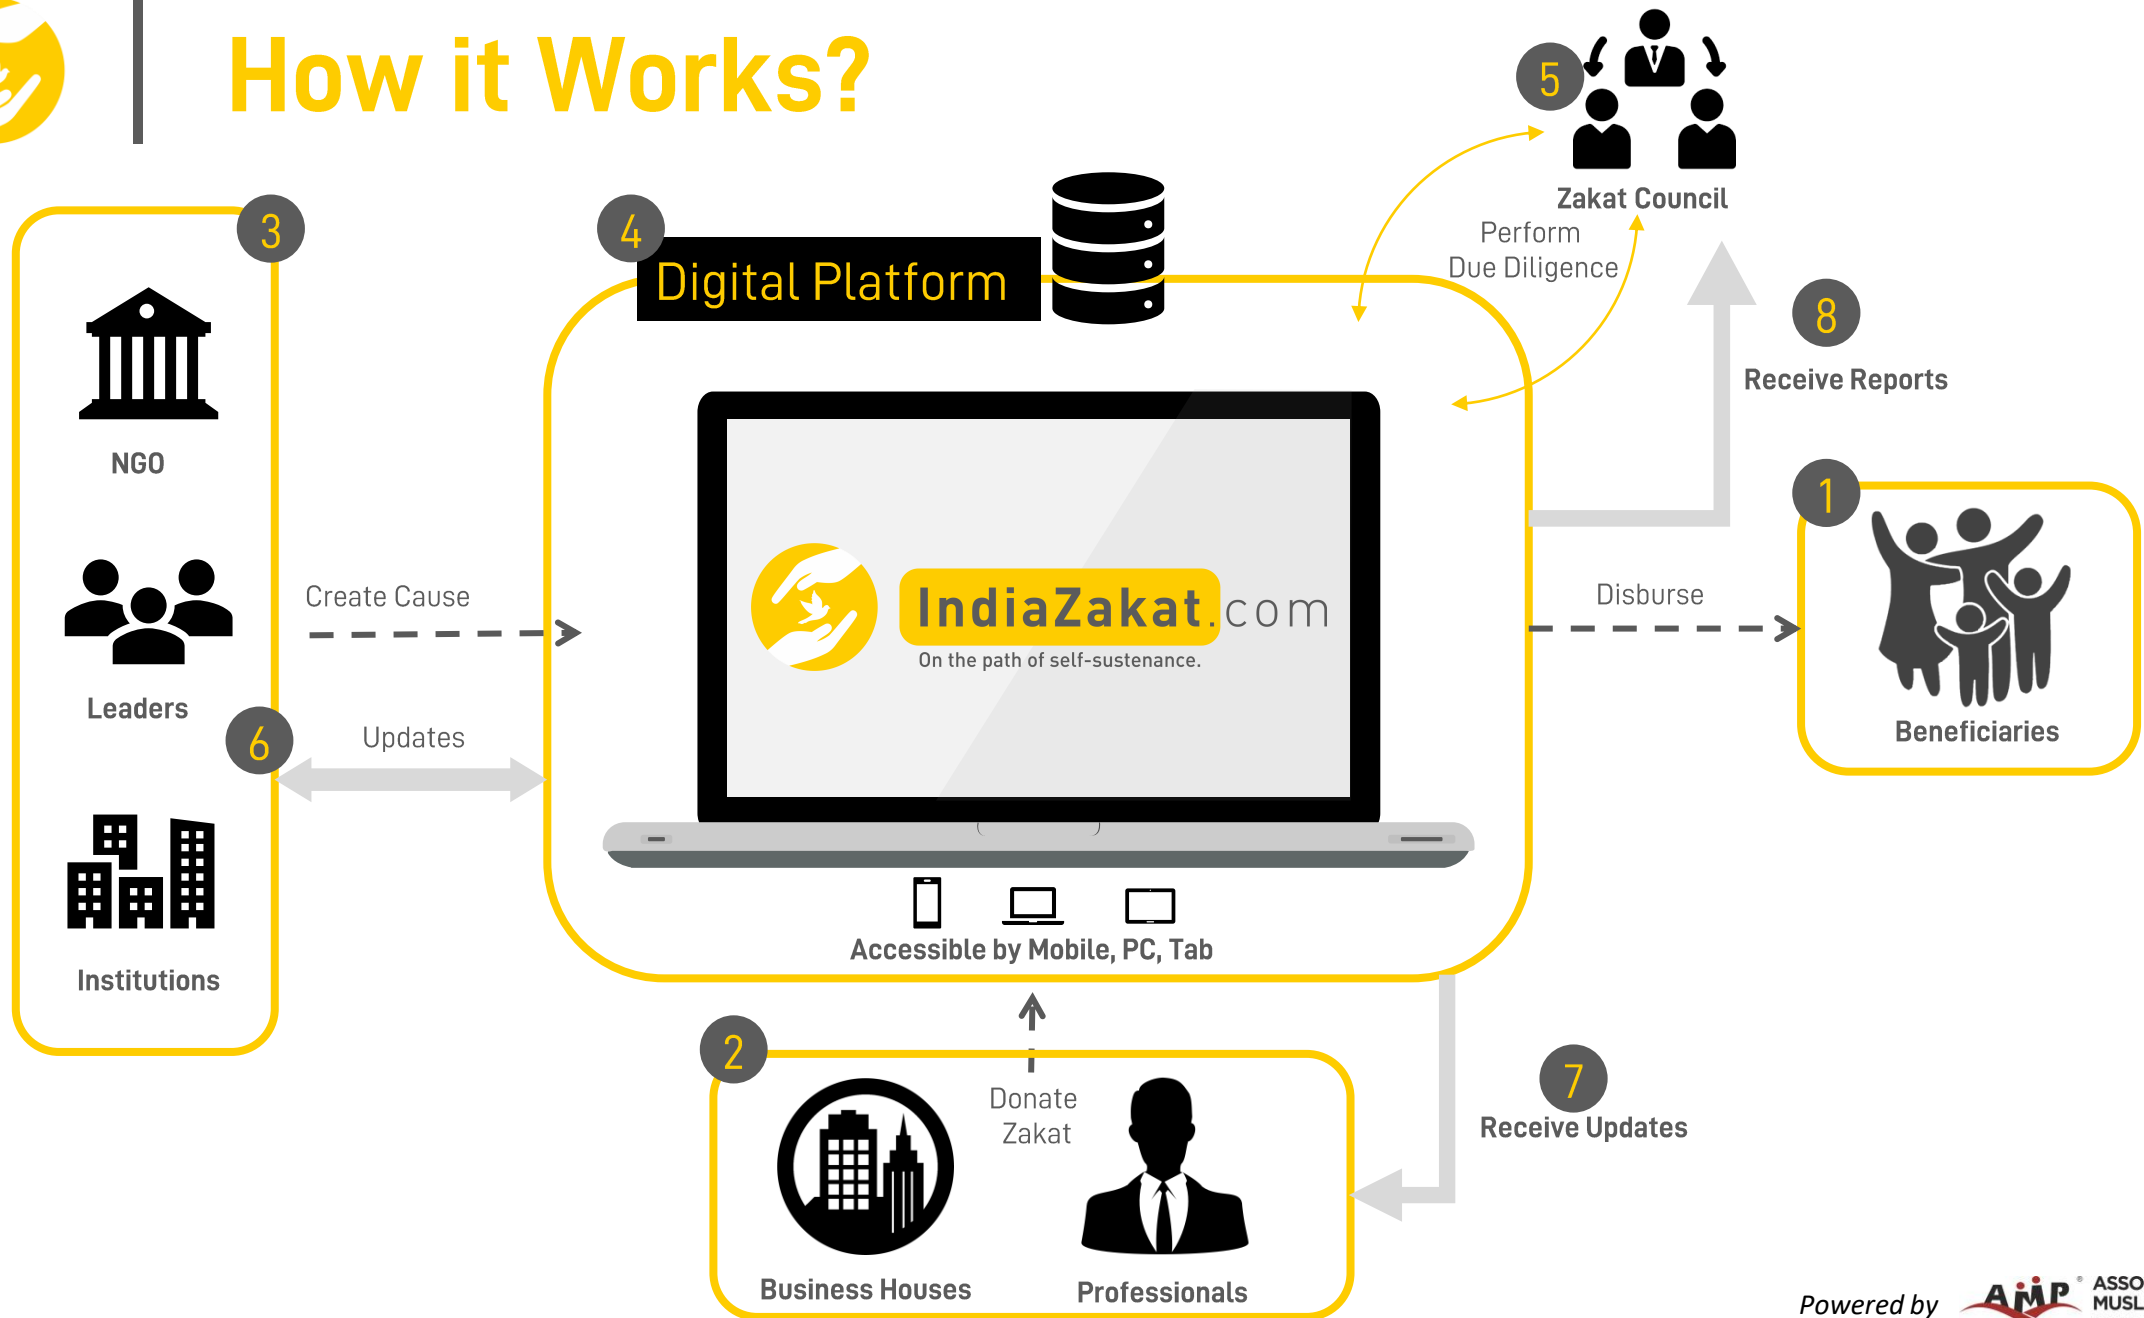 How it Works?
5
Zakat Council
Perform
Due Diligence
3
4
Digital Platform
8
Receive Reports
NGO
1
Create Cause
IndiaZakat.com
On the path of self-sustenance.
Disburse
Leaders
6
Updates
Beneficiaries
Accessible by Mobile, PC, Tab
Institutions
2
Donate
Zakat
7
Receive Updates
Business Houses
Professionals
Powered by
AMP
®